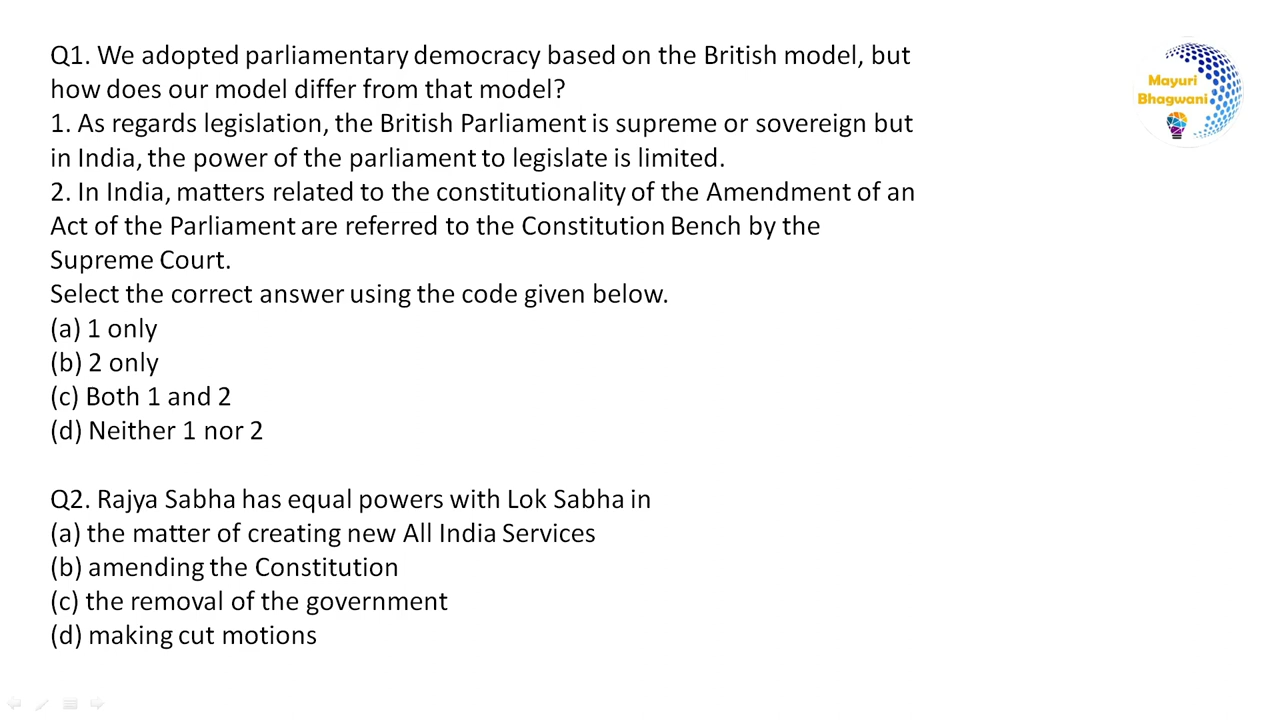 Q1. We adopted parliamentary democracy based on the British model, but
how does our model differ from that model?
1. As regards legislation, the British Parliament is supreme or sovereign but
in India, the power of the parliament to legislate is limited.
2. In India, matters related to the constitutionality of the Amendment of an
Act of the Parliament are referred to the Constitution Bench by the
Supreme Court.
Select the correct answer using the code given below.
(a) 1 only
(b) 2 only
(c) Both 1 and 2
(d) Neither 1 nor 2
Q2. Rajya Sabha has equal powers with Lok Sabha in
(a) the matter of creating new All India Services
(b) amending the Constitution
(c) the removal of the government
(d) making cut motions
Mayuri
Bhagwani